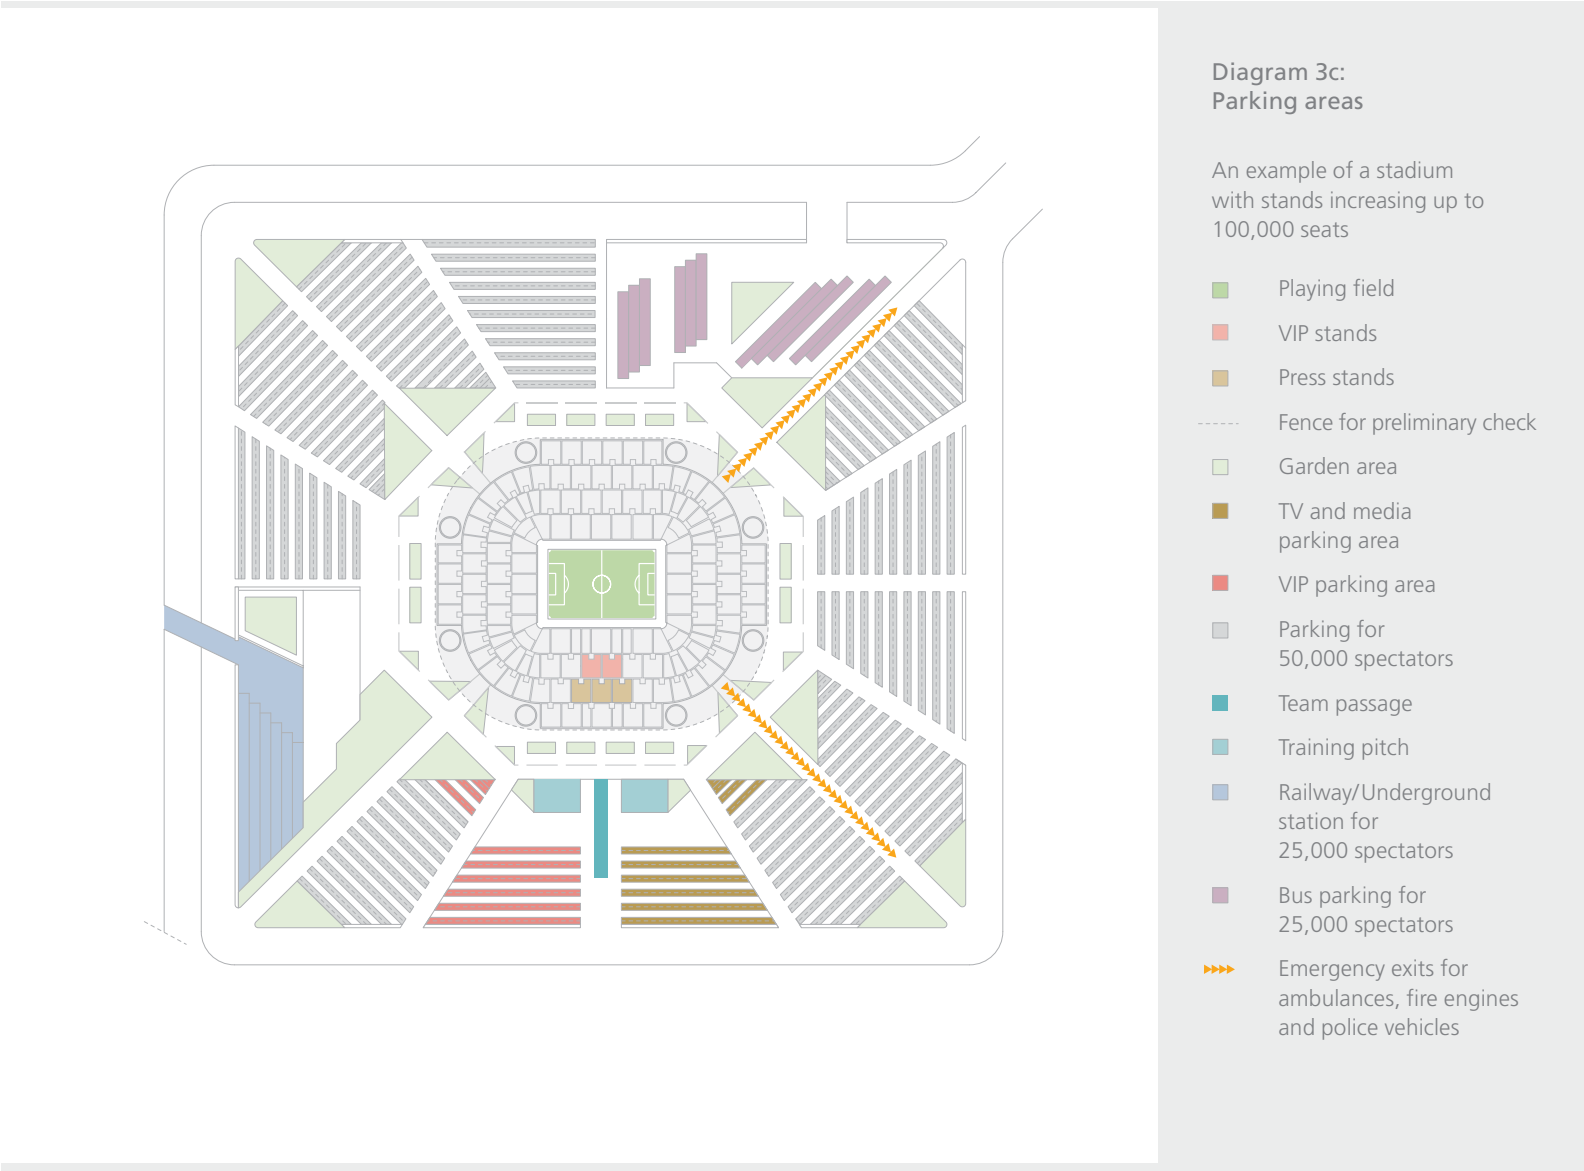 Diagram 3c:
Parking areas
An example of a stadium
with stands increasing up to
100,000 seats
Playing field
VIP stands
Press stands
Fence for preliminary check
Garden area
TV and media
parking area
VIP parking area
Parking for
50,000 spectators
Team passage
Training pitch
Railway/Underground
station for
25,000 spectators
Bus parking for
25,000 spectators
Emergency exits for
ambulances, fire engines
and police vehicles